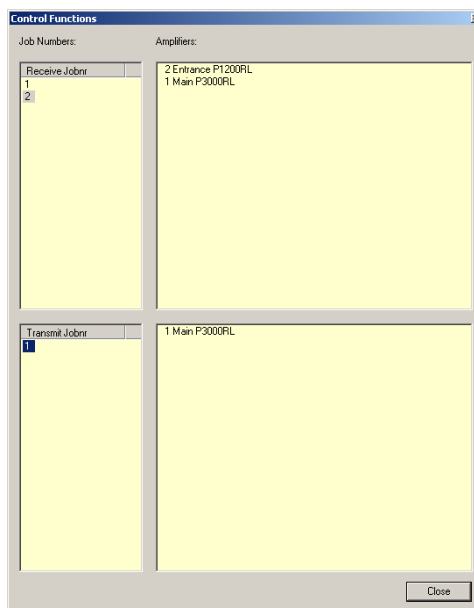 Control Functions
Job Numbers:
Amplifiers:
Receive Jobnr
1
2
2 Entrance P1200RL
1 Main P3000RL
Transmit Jobnr
1
1 Main P3000RL
Close